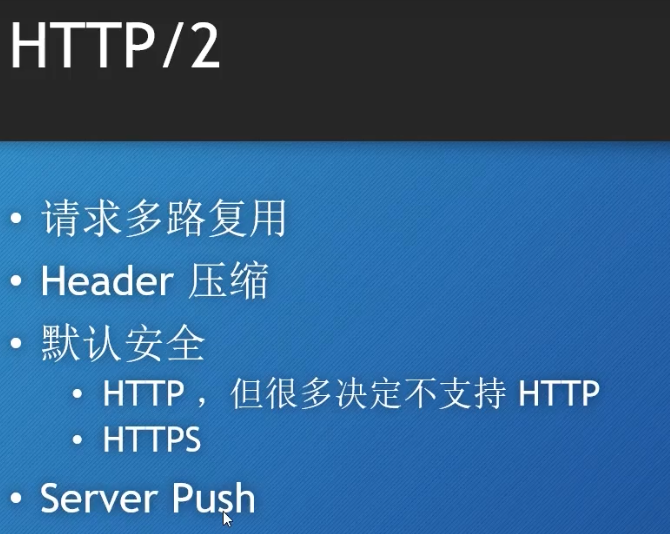 HTTP/2
• 请求多路复用
• Header 压缩
• 默认安全
• HTTP ，但很多决定不支持 HTTP
• HTTPS
• Server Push